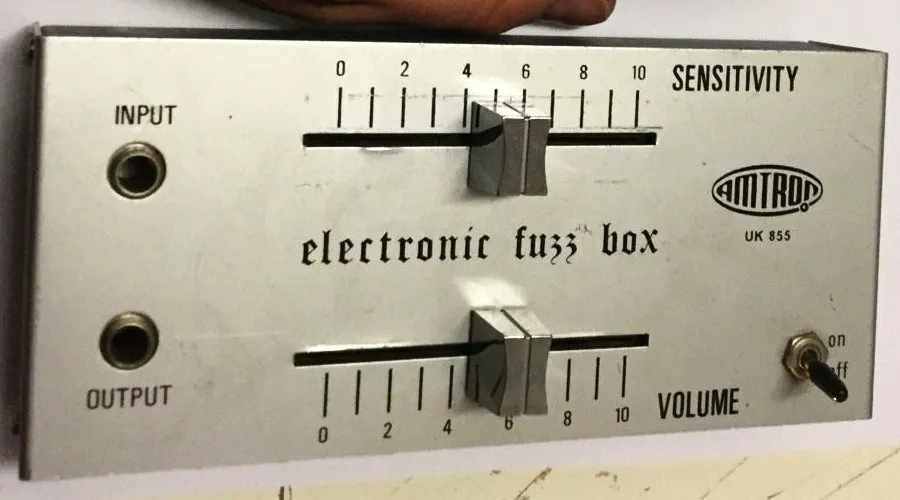 0 2 4 6 8 10 SENSITIVITY
INPUT
AMTRON
UK 855
electronic fuzz box
on
off
OUTPUT
0 2 4 6 8 10 VOLUME